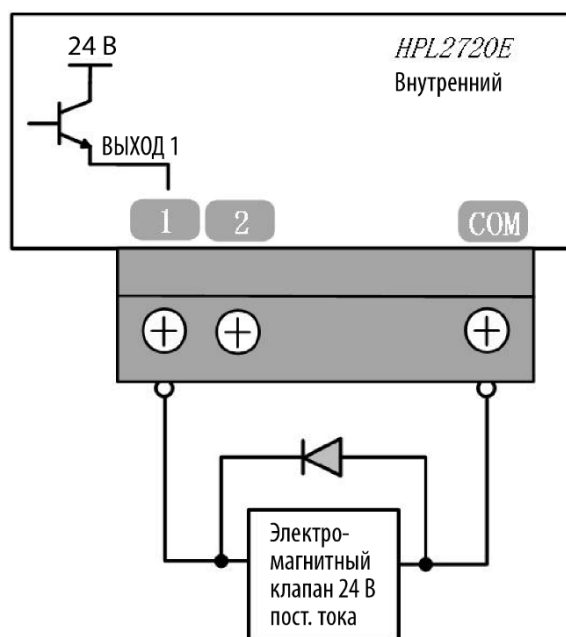 24 В
HPL2720E
Внутренний
ВЫХОД 1
1
2
COM
Электро-
магнитный
клапан 24 В
пост. тока